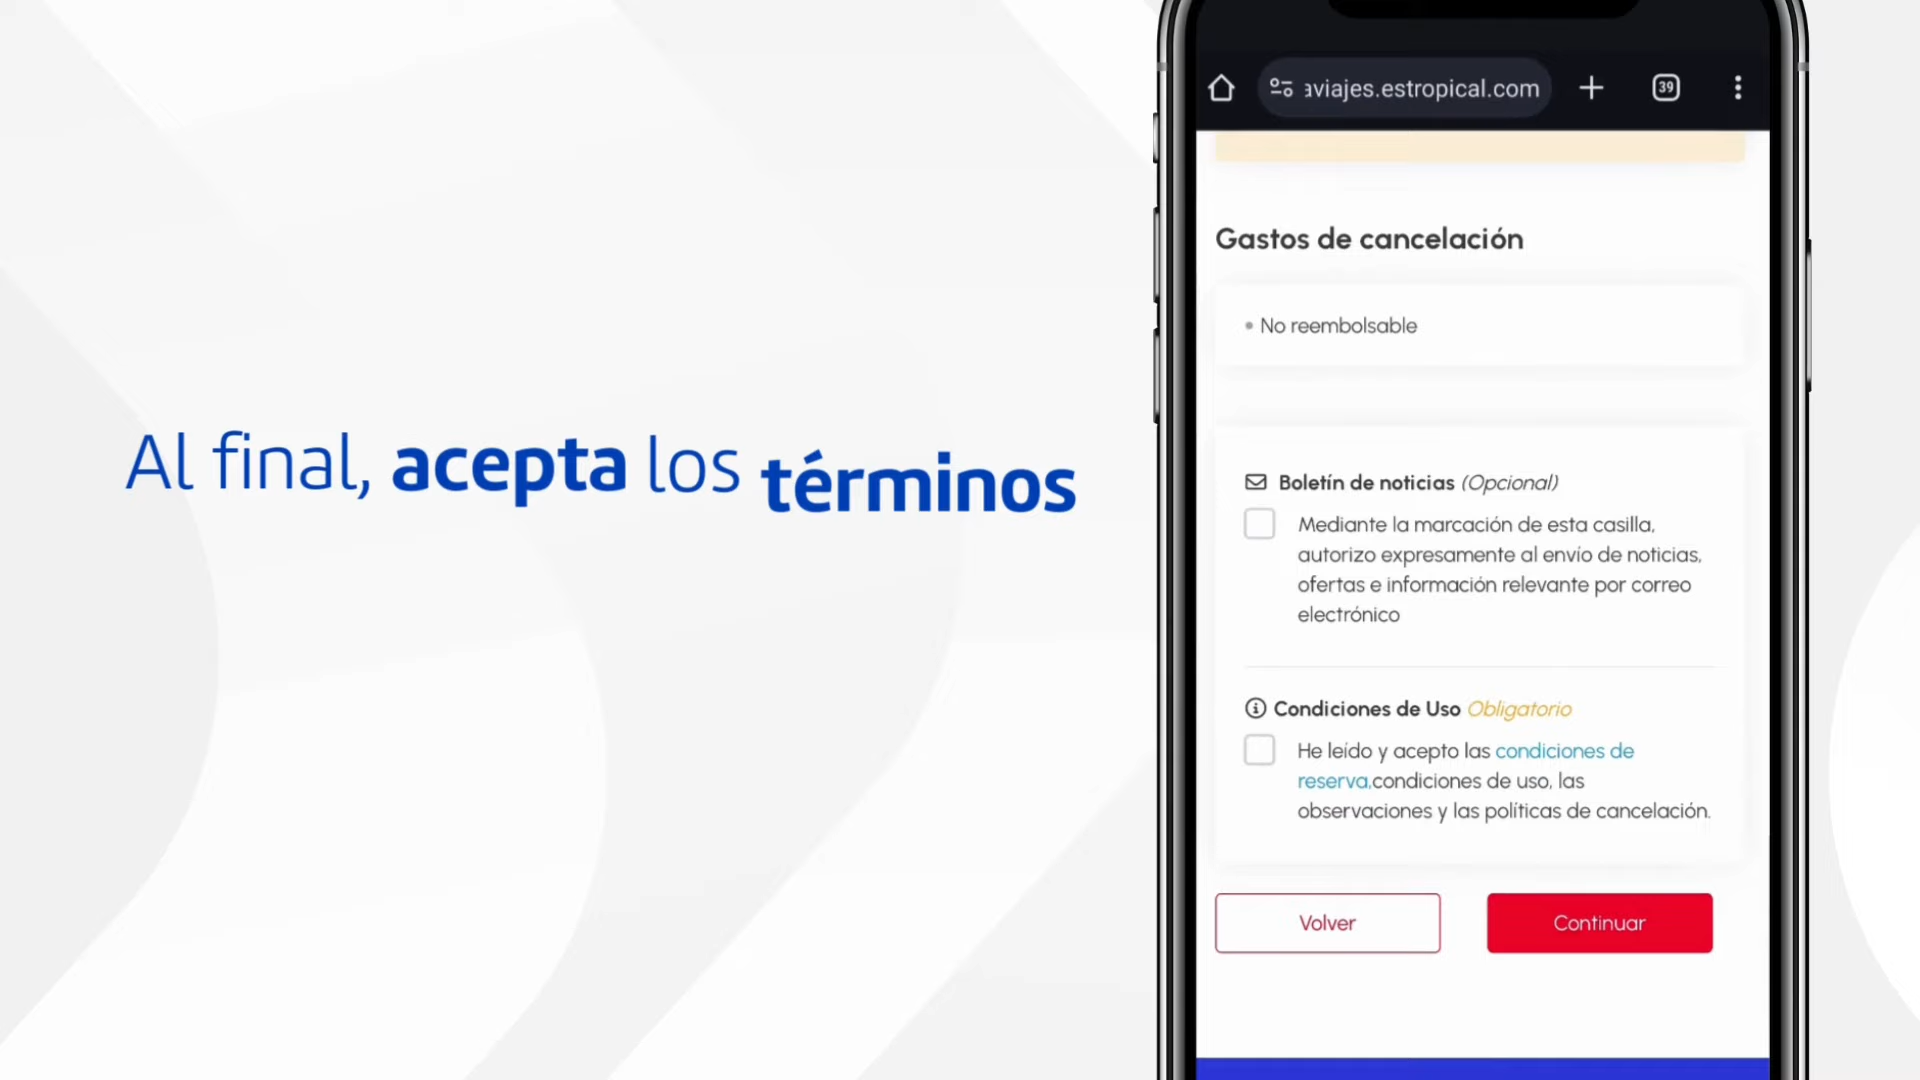 Al final, acepta los términos
aviajes.estropical.com
39
Gastos de cancelación
• No reembolsable
Boletín de noticias (Opcional)
Mediante la marcación de esta casilla,
autorizo expresamente al envío de noticias,
ofertas e información relevante por correo
electrónico
Condiciones de Uso Obligatorio
He leído y acepto las condiciones de
reserva,condiciones de uso, las
observaciones y las políticas de cancelación.
Volver
Continuar